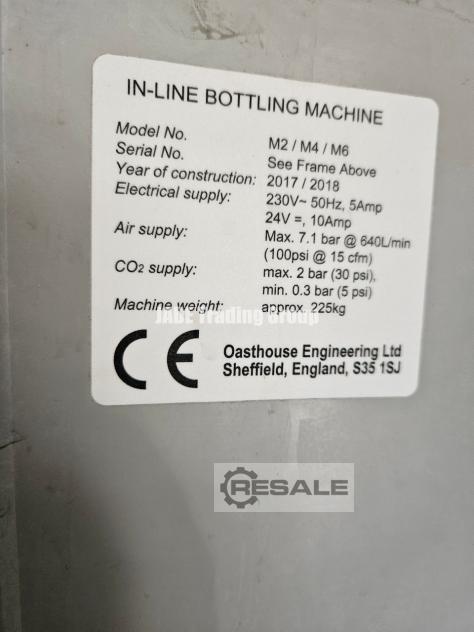 IN-LINE BOTTLING MACHINE
Model No. M2 / M4 / M6
Serial No. See Frame Above
Year of construction: 2017 / 2018
Electrical supply: 230V~ 50Hz, 5Amp
24V =, 10Amp
Air supply: Max. 7.1 bar @ 640L/min
(100psi @ 15 cfm)
CO2 supply: max. 2 bar (30 psi),
min. 0.3 bar (5 psi)
Machine weight: approx. 225kg
JABE Trading Group
CE Oasthouse Engineering Ltd
Sheffield, England, S35 1SJ
RESALE